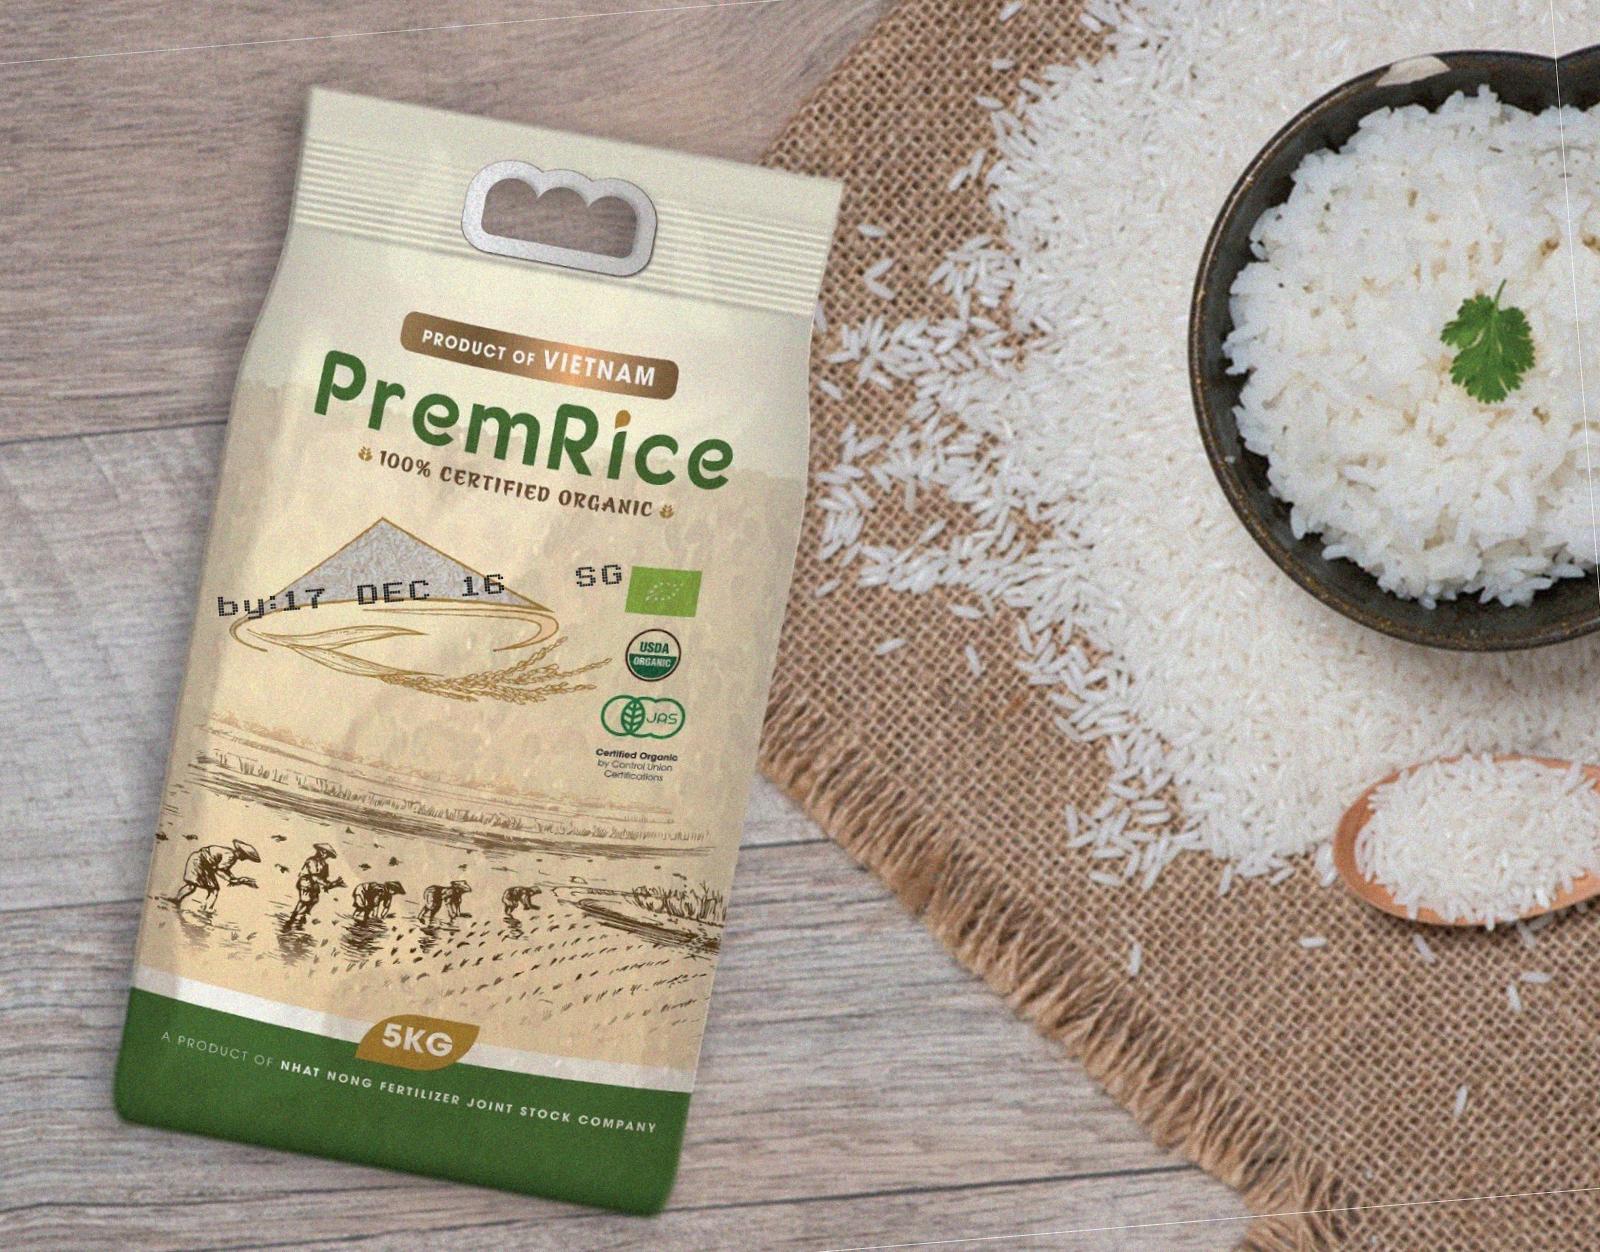 PRODUCT OF VIETNAM
PremRice
100% CERTIFIED ORGANIC
by:17 DEC 16 SG
USDA
ORGANIC
JAS
Certified Organic
by Control Union
Certifications
5KG
A PRODUCT OF NHAT NONG FERTILIZER JOINT STOCK COMPANY